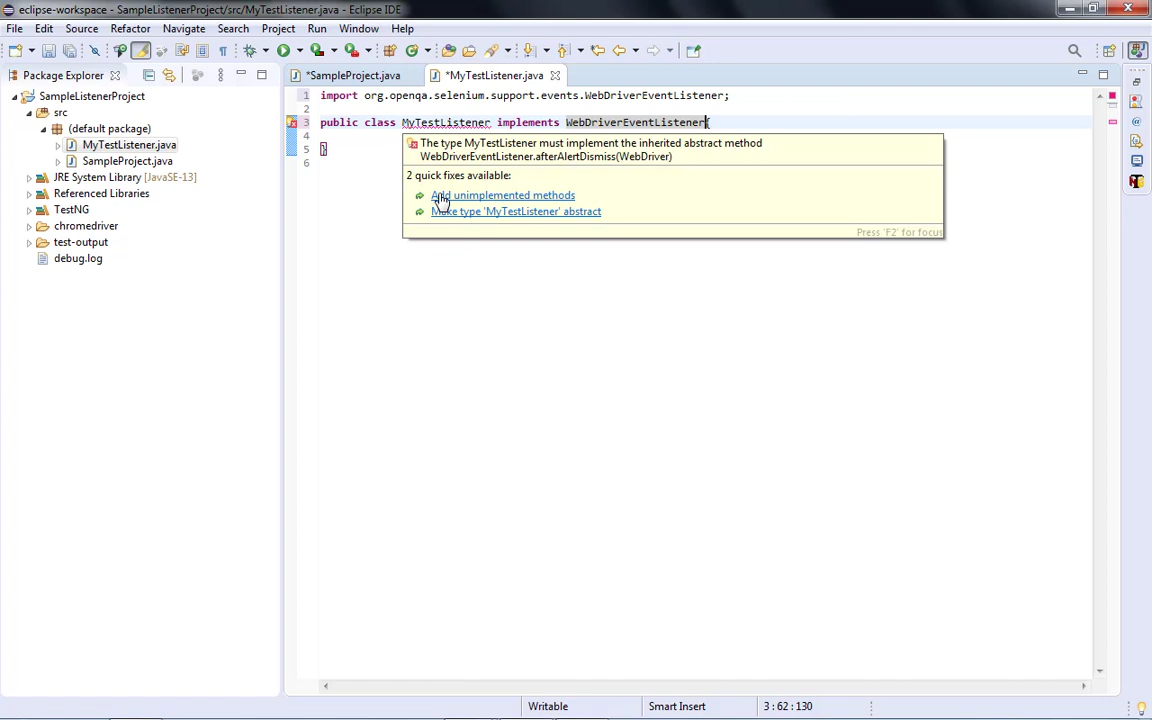 eclipse-workspace - SampleListenerProject/src/MyTestListener.java - Eclipse IDE
File Edit Source Refactor Navigate Search Project Run Window Help
Package Explorer
*SampleProject.java
*MyTestListener.java
SampleListenerProject
src
(default package)
MyTestListener.java
SampleProject.java
JRE System Library [JavaSE-13]
Referenced Libraries
TestNG
chromedriver
test-output
debug.log
1 import org.openqa.selenium.support.events.WebDriverEventListener;
2
3 public class MyTestListener implements WebDriverEventListener{
4
5 }
6
The type MyTestListener must implement the inherited abstract method
WebDriverEventListener.afterAlertDismiss(WebDriver)
2 quick fixes available:
Add unimplemented methods
Make type 'MyTestListener' abstract
Press 'F2' for focus
Writable
Smart Insert
3 : 62 : 130